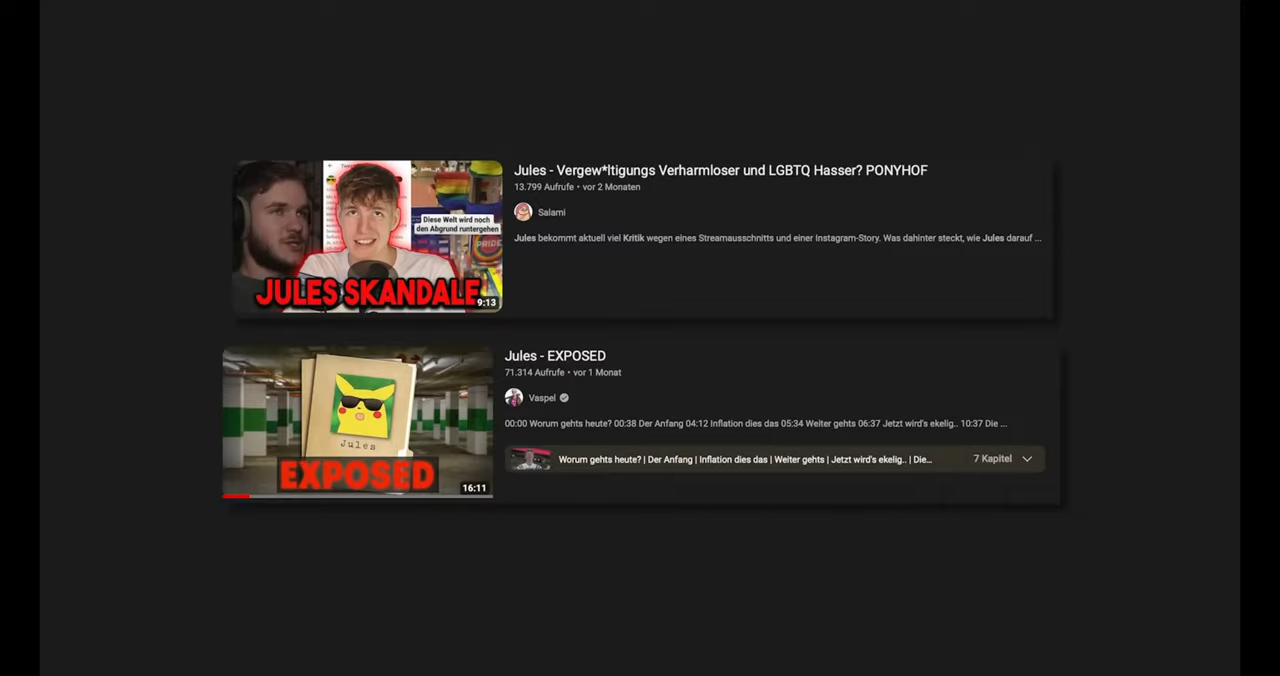 Jules - Vergew*ltigungs Verharmloser und LGBTQ Hasser? PONYHOF
13.799 Aufrufe • vor 2 Monaten
Salami
Jules bekommt aktuell viel Kritik wegen eines Streamausschnitts und einer Instagram-Story. Was dahinter steckt, wie Jules darauf ...
Diese Welt wird noch
den Abgrund runtergehen
PRIDE
JULES SKANDALE
9:13
Jules - EXPOSED
71.314 Aufrufe • vor 1 Monat
Vaspel
00:00 Worum gehts heute? 00:38 Der Anfang 04:12 Inflation dies das 05:34 Weiter gehts 06:37 Jetzt wird's ekelig.. 10:37 Die ...
Worum gehts heute? | Der Anfang | Inflation dies das | Weiter gehts | Jetzt wird's ekelig.. | Die...
7 Kapitel
Jules
EXPOSED
16:11